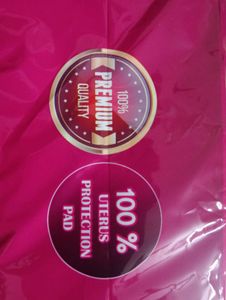 100%
PREMIUM
QUALITY
100 %
UTERUS
PROTECTION
PAD